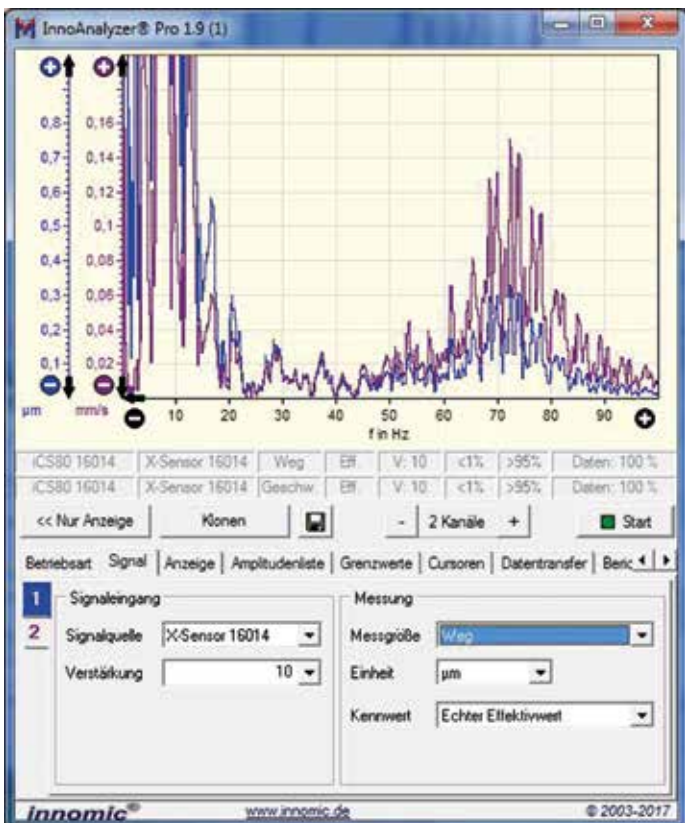 InnoAnalyzer® Pro 1.9 (1)
0,8 0,16
0,7 0,14
0,6 0,12
0,5 0,1
0,4 0,08
0,3 0,06
0,2 0,04
0,1 0,02
µm mm/s 10 20 30 40 50 60 70 80 90
f in Hz
iCS80 16014 X-Sensor 16014 Weg Eff. V: 10 <1% >95% Daten: 100 %
iCS80 16014 X-Sensor 16014 Geschw. Eff. V: 10 <1% >95% Daten: 100 %
<< Nur Anzeige Klonen - 2 Kanäle + Start
Betriebsart Signal Anzeige Amplitudenliste Grenzwerte Cursoren Datentransfer Beric
1 Signaleingang Messung
2 Signalquelle X-Sensor 16014 Messgröße Weg
Verstärkung 10 Einheit µm
Kennwert Echter Effektivwert
innomic® www.innomic.de © 2003-2017